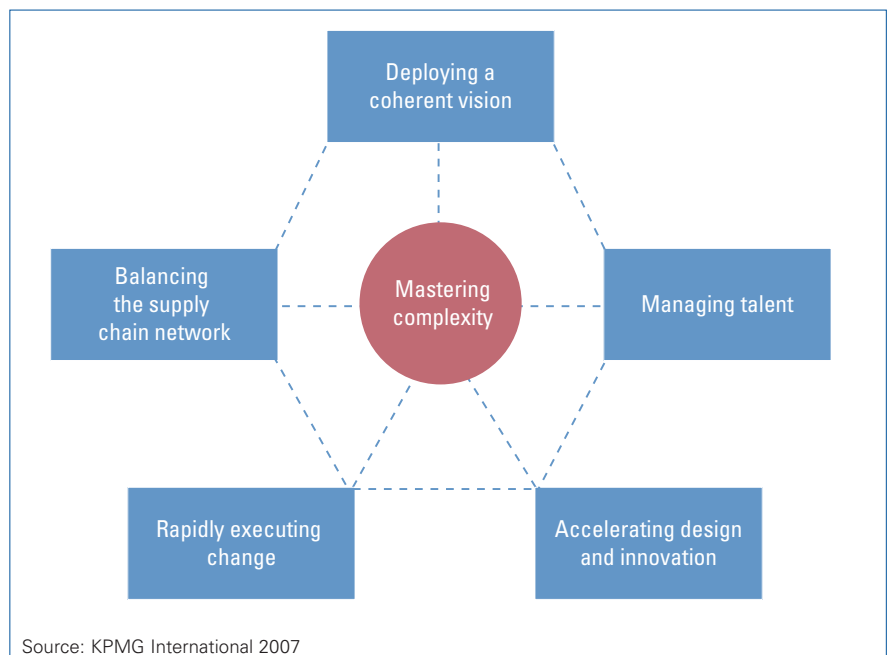 Deploying a
coherent vision
Balancing
the supply
chain network
Mastering
complexity
Managing talent
Rapidly executing
change
Accelerating design
and innovation
Source: KPMG International 2007